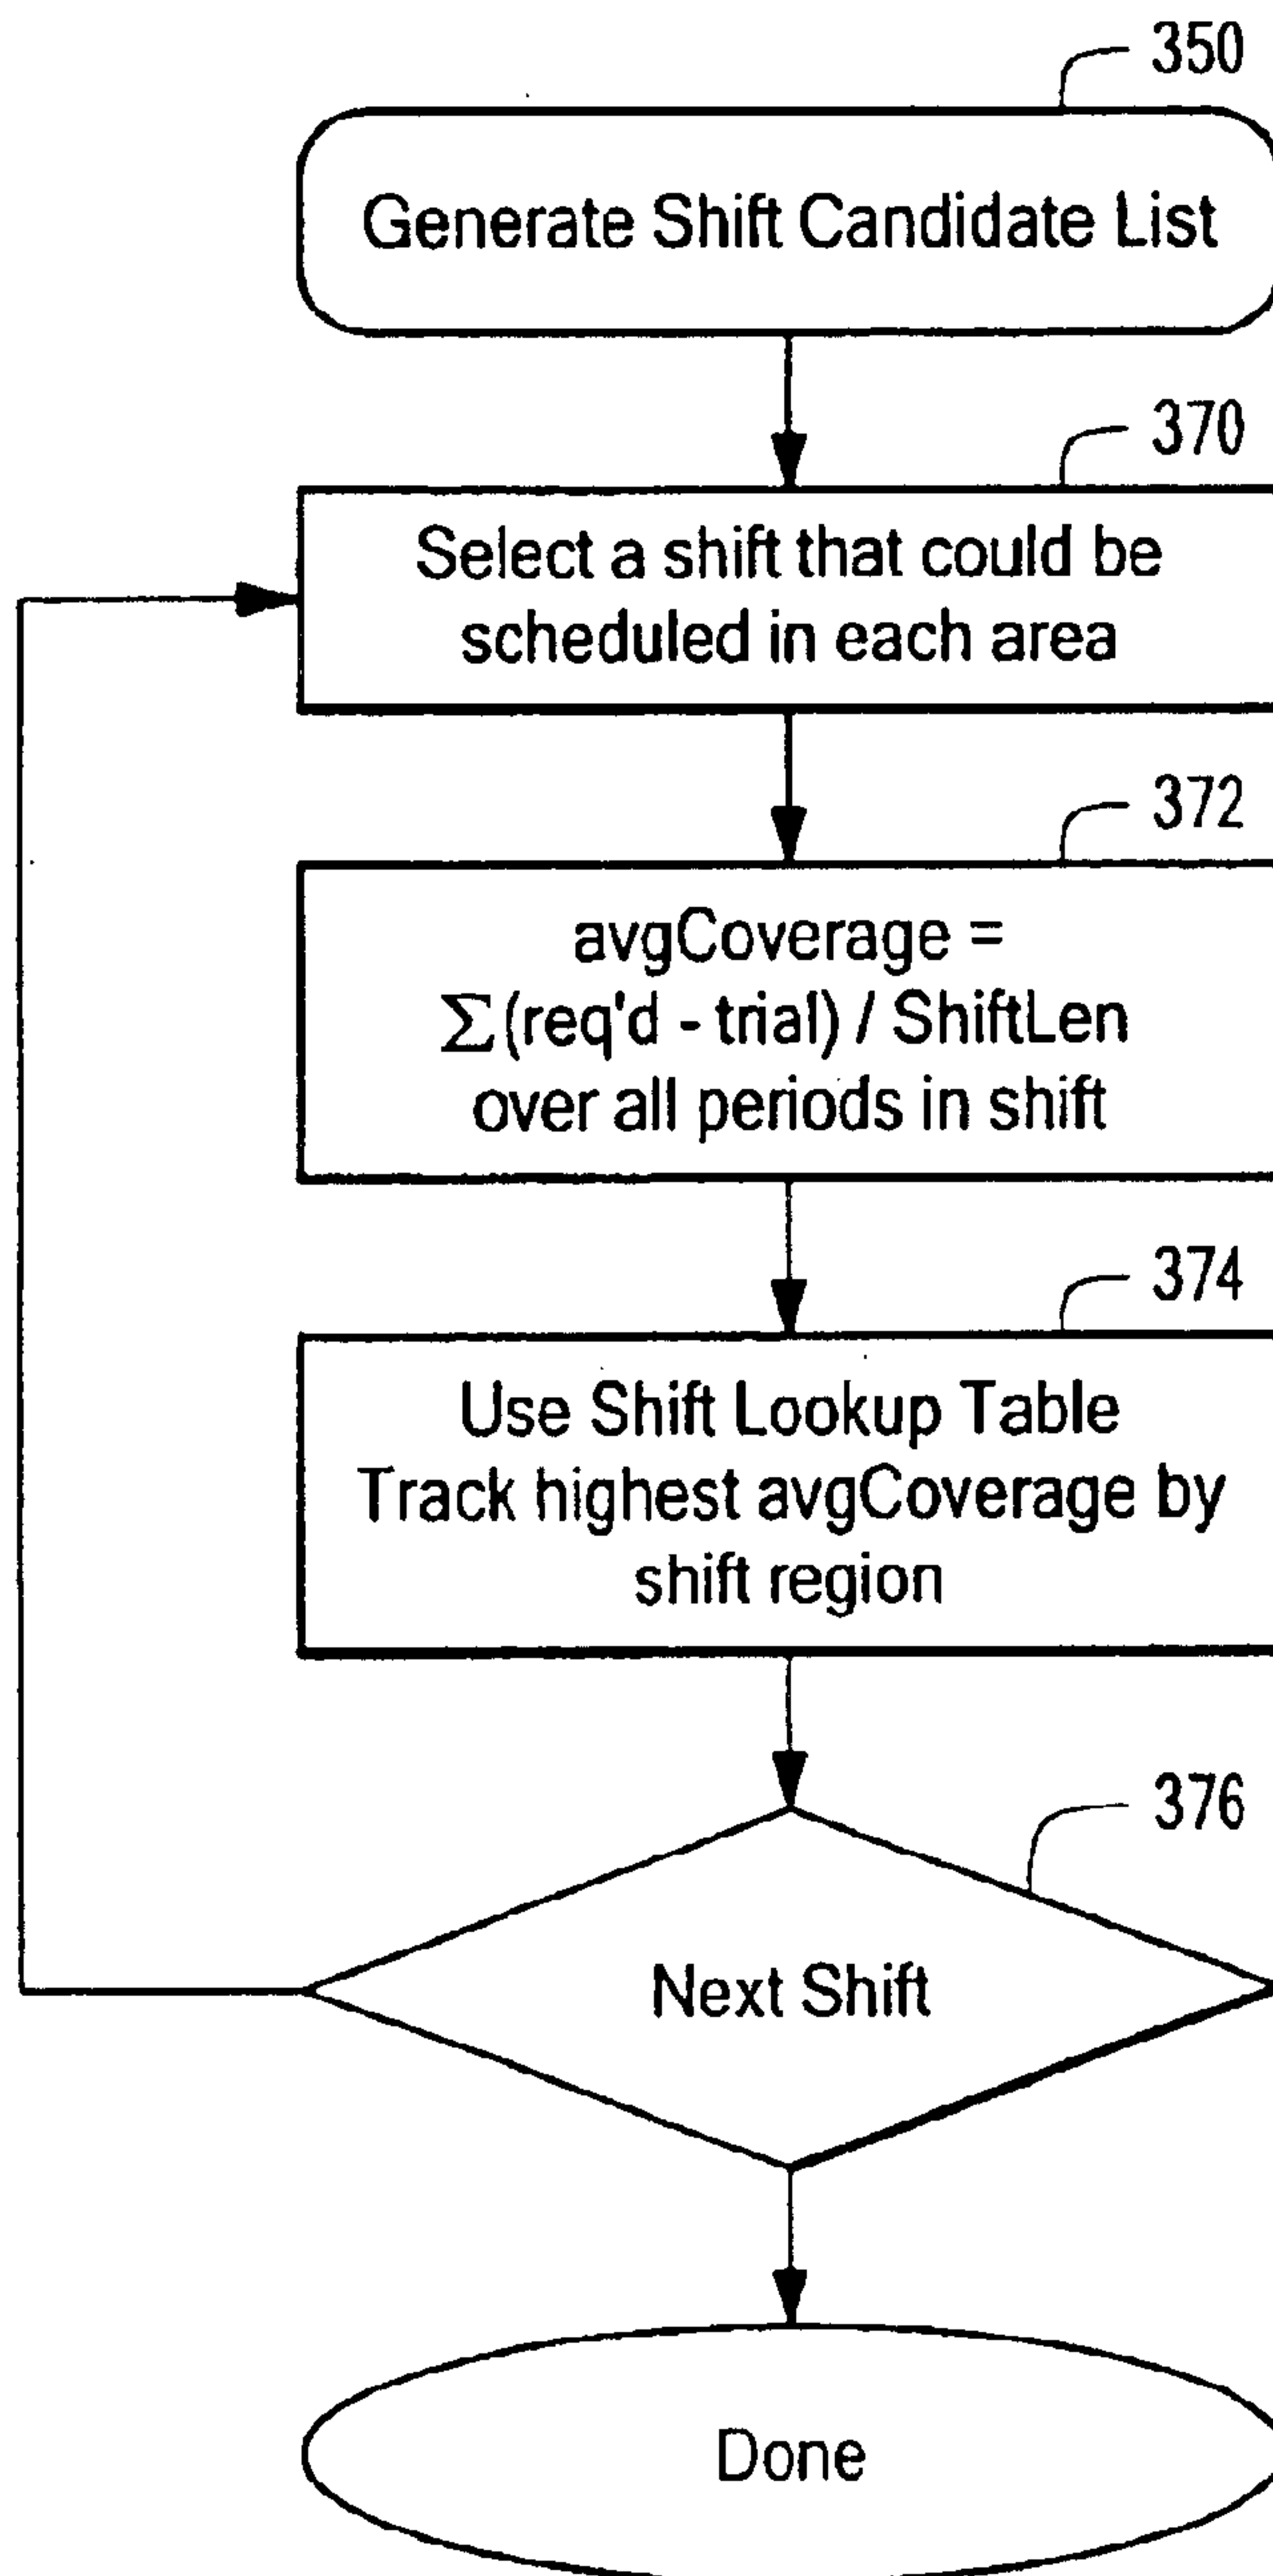 350
Generate Shift Candidate List
370
Select a shift that could be
scheduled in each area
372
avgCoverage =
Σ(req'd - trial) / ShiftLen
over all periods in shift
374
Use Shift Lookup Table
Track highest avgCoverage by
shift region
376
Next Shift
Done